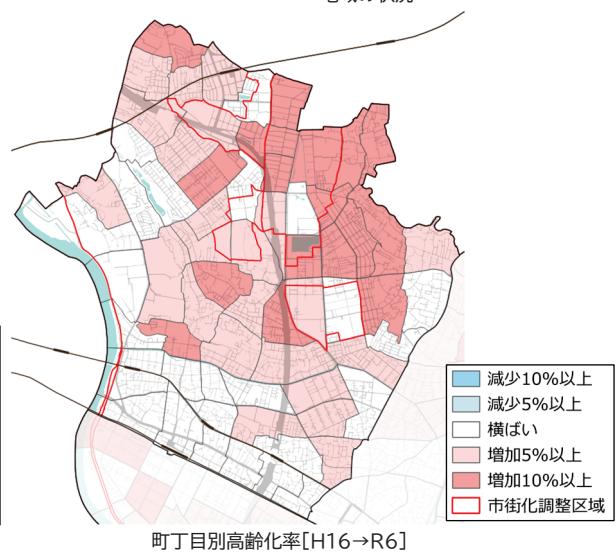 減少10%以上
減少5%以上
横ばい
増加5%以上
増加10%以上
市街化調整区域
町丁目別高齢化率[H16→R6]